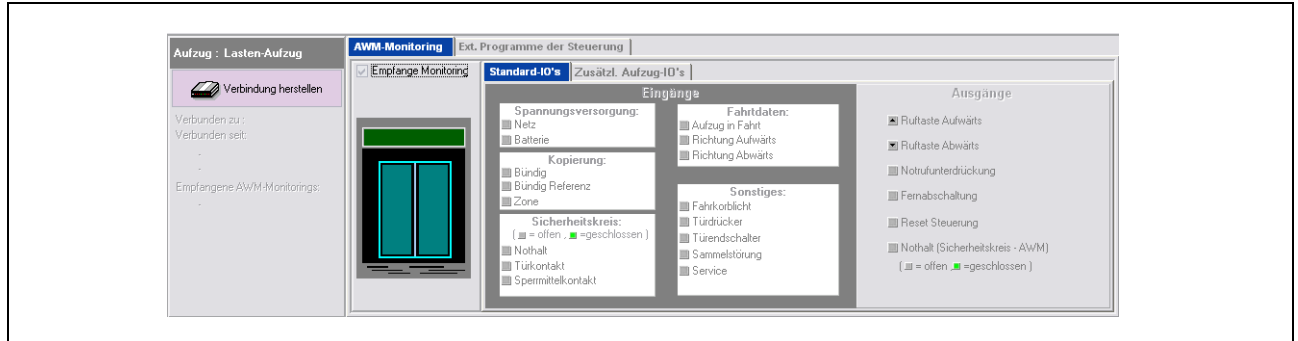 Aufzug : Lasten-Aufzug
Verbindung herstellen
Verbunden zu :
Verbunden seit:
-
-
Empfangene AWM-Monitorings:
-
AWM-Monitoring
Ext. Programme der Steuerung
Empfange Monitoring
Standard-IO's
Zusätzl. Aufzug-IO's
Eingänge
Spannungsversorgung:
Netz
Batterie
Kopierung:
Bündig
Bündig Referenz
Zone
Sicherheitskreis:
( = offen , =geschlossen )
Nothalt
Türkontakt
Sperrmittelkontakt
Fahrtdaten:
Aufzug in Fahrt
Richtung Aufwärts
Richtung Abwärts
Sonstiges:
Fahrkorblicht
Türdrücker
Türendschalter
Sammelstörung
Service
Ausgänge
Ruftaste Aufwärts
Ruftaste Abwärts
Notrufunterdrückung
Fernabschaltung
Reset Steuerung
Nothalt (Sicherheitskreis - AWM)
( = offen , =geschlossen )